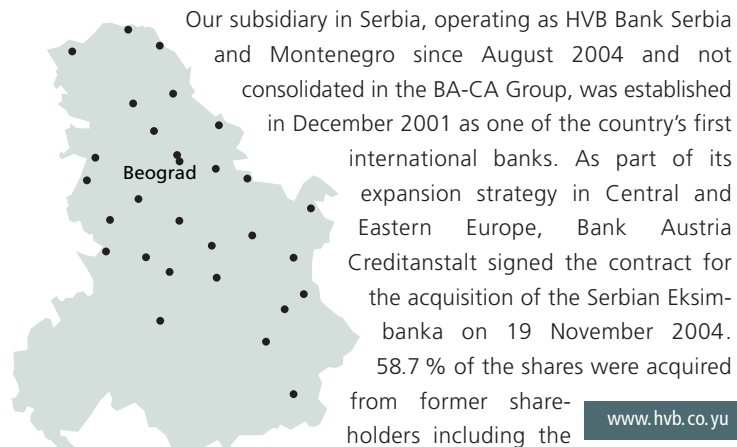 Our subsidiary in Serbia, operating as HVB Bank Serbia
and Montenegro since August 2004 and not
consolidated in the BA-CA Group, was established
in December 2001 as one of the country’s first
international banks. As part of its
expansion strategy in Central and
Eastern Europe, Bank Austria
Creditanstalt signed the contract for
the acquisition of the Serbian Eksim-
banka on 19 November 2004.
58.7 % of the shares were acquired
from former share-
holders including the
Beograd
www.hvb.co.yu